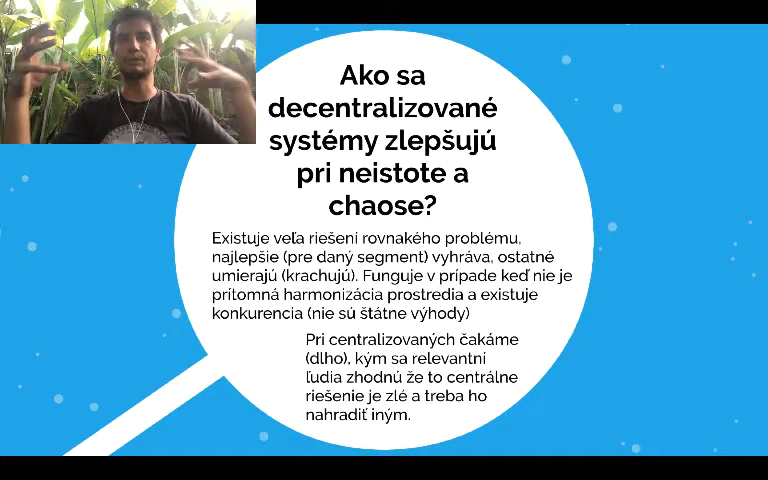 Ako sa
decentralizované
systémy zlepšujú
pri neistote a
chaose?
Existuje veľa riešení rovnakého problému,
najlepšie (pre daný segment) vyhráva, ostatné
umierajú (krachujú). Funguje v prípade keď nie je
prítomná harmonizácia prostredia a existuje
konkurencia (nie sú štátne výhody)
Pri centralizovaných čakáme
(dlho), kým sa relevantní
ľudia zhodnú že to centrálne
riešenie je zlé a treba ho
nahradiť iným.